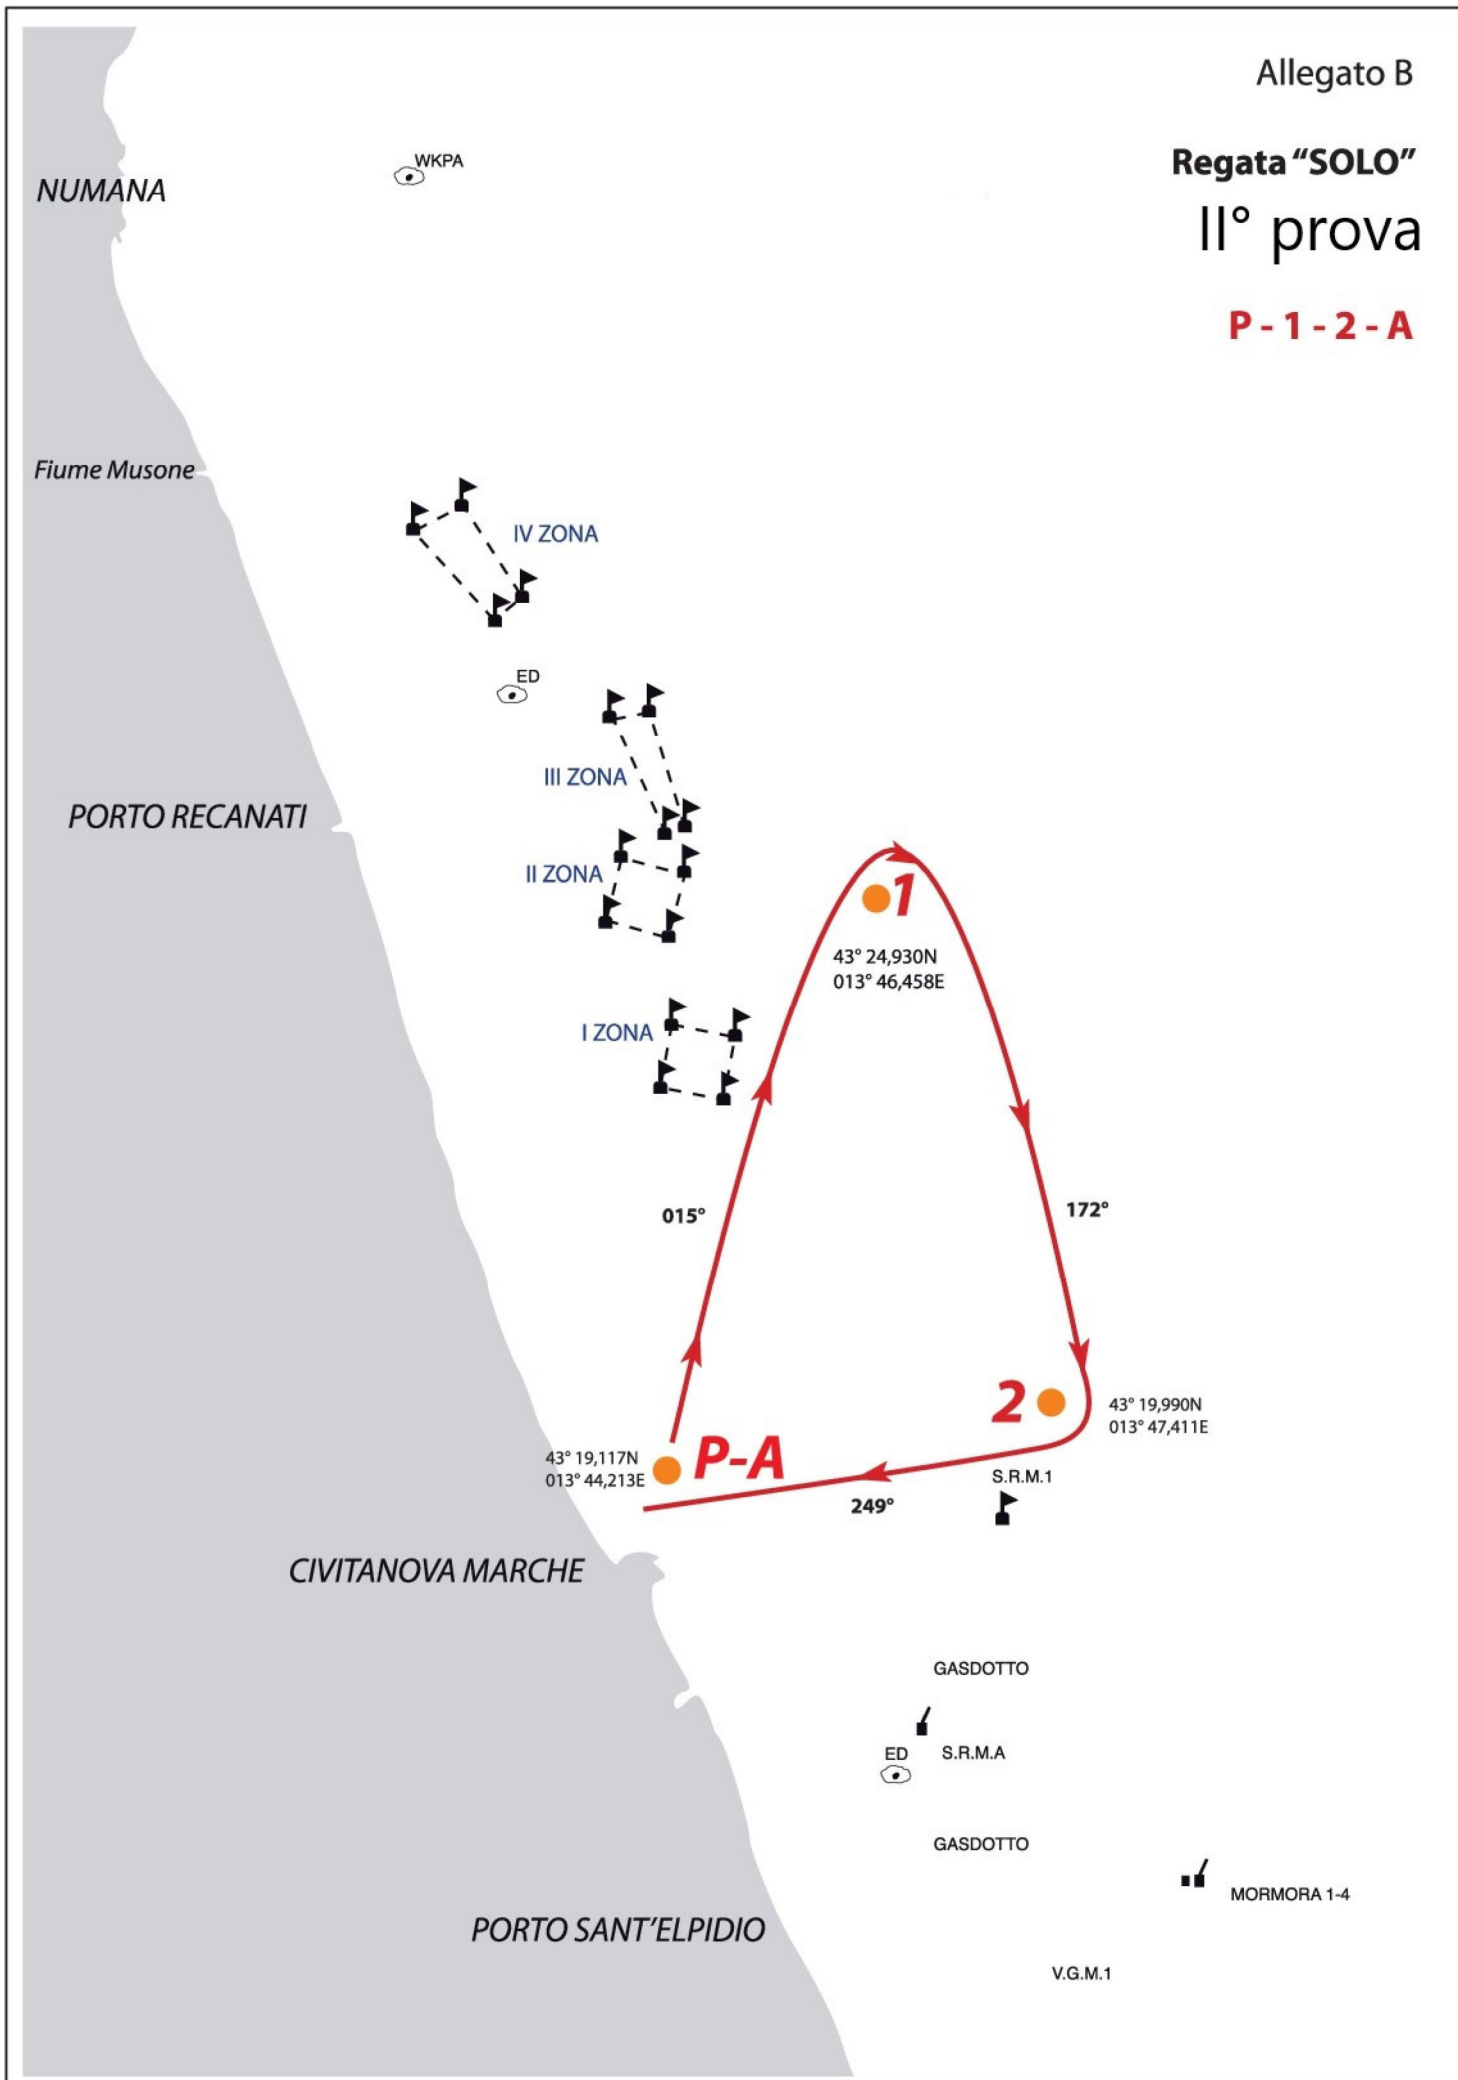 Allegato B
Regata “SOLO”
II° prova
P - 1 - 2 - A
WKPA
NUMANA
Fiume Musone
IV ZONA
ED
III ZONA
PORTO RECANATI
II ZONA
1
43° 24,930N
013° 46,458E
I ZONA
015°
172°
2
43° 19,990N
013° 47,411E
P-A
43° 19,117N
013° 44,213E
S.R.M.1
249°
CIVITANOVA MARCHE
GASDOTTO
ED
S.R.M.A
GASDOTTO
MORMORA 1-4
PORTO SANT’ELPIDIO
V.G.M.1